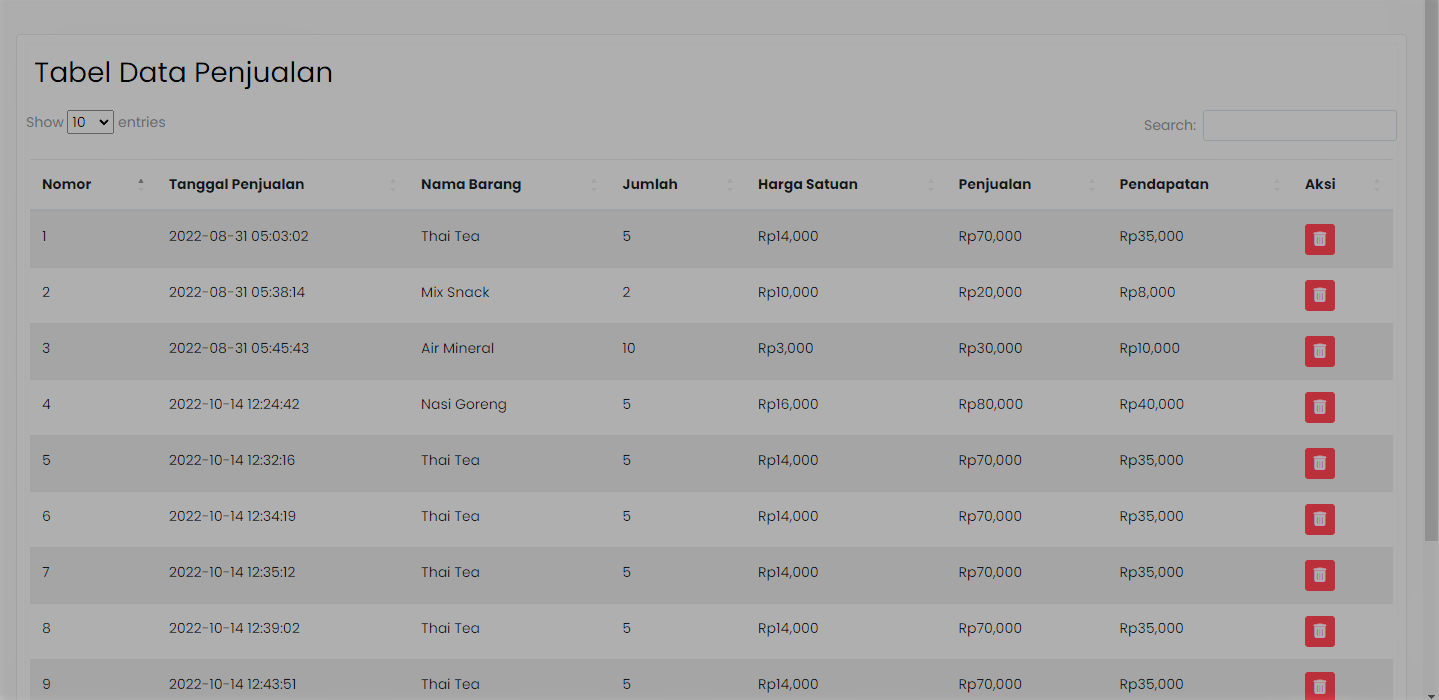 Tabel Data Penjualan
Show 10 entries
Search:
Nomor Tanggal Penjualan Nama Barang Jumlah Harga Satuan Penjualan Pendapatan Aksi
1 2022-08-31 05:03:02 Thai Tea 5 Rp14,000 Rp70,000 Rp35,000
2 2022-08-31 05:38:14 Mix Snack 2 Rp10,000 Rp20,000 Rp8,000
3 2022-08-31 05:45:43 Air Mineral 10 Rp3,000 Rp30,000 Rp10,000
4 2022-10-14 12:24:42 Nasi Goreng 5 Rp16,000 Rp80,000 Rp40,000
5 2022-10-14 12:32:16 Thai Tea 5 Rp14,000 Rp70,000 Rp35,000
6 2022-10-14 12:34:19 Thai Tea 5 Rp14,000 Rp70,000 Rp35,000
7 2022-10-14 12:35:12 Thai Tea 5 Rp14,000 Rp70,000 Rp35,000
8 2022-10-14 12:39:02 Thai Tea 5 Rp14,000 Rp70,000 Rp35,000
9 2022-10-14 12:43:51 Thai Tea 5 Rp14,000 Rp70,000 Rp35,000